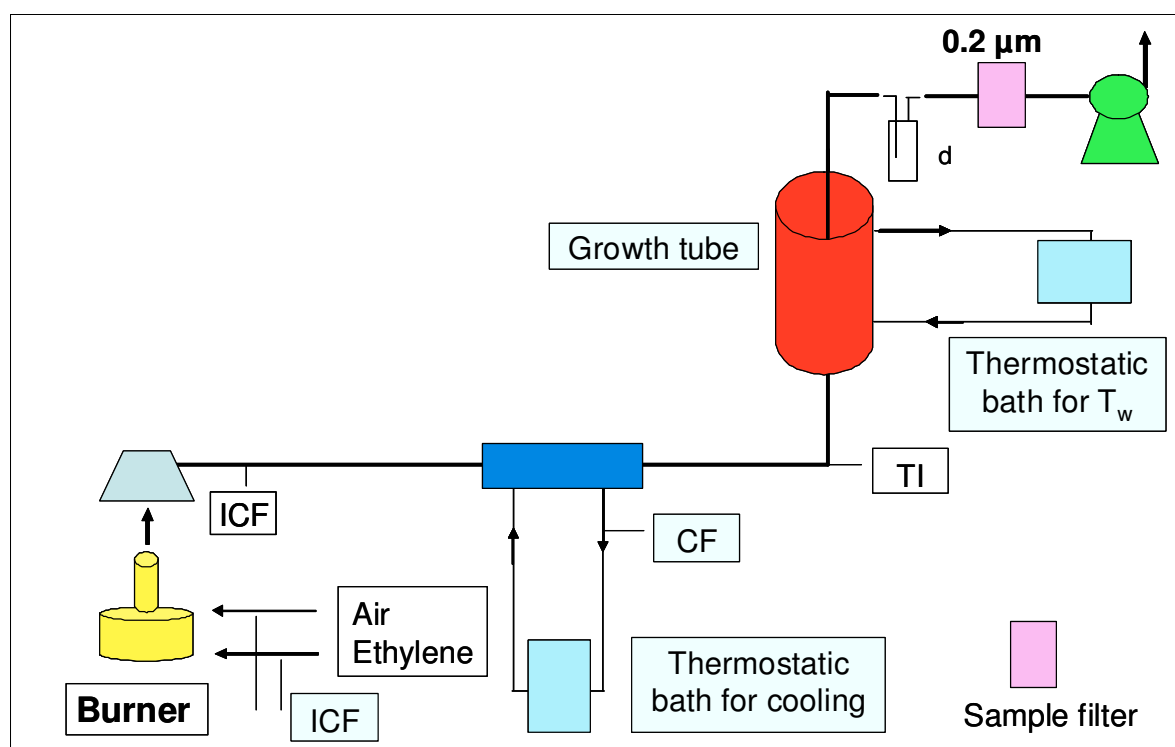 0.2 µm
d
Growth tube
Thermostatic
bath for Tw
TI
ICF
CF
Air
Ethylene
Burner
ICF
Thermostatic
bath for cooling
Sample filter